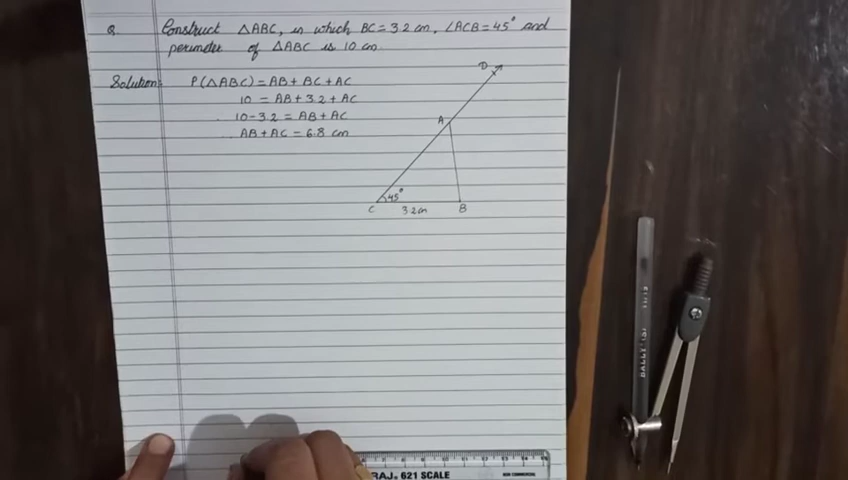 Q. Construct △ABC, in which BC = 3.2 cm, ∠ACB = 45° and
perimeter of △ABC is 10 cm
Solution: P(△ABC) = AB + BC + AC
10 = AB + 3.2 + AC
10 - 3.2 = AB + AC
AB + AC = 6.8 cm
D
A
45°
C 3.2cm B
RAJ. 621 SCALE